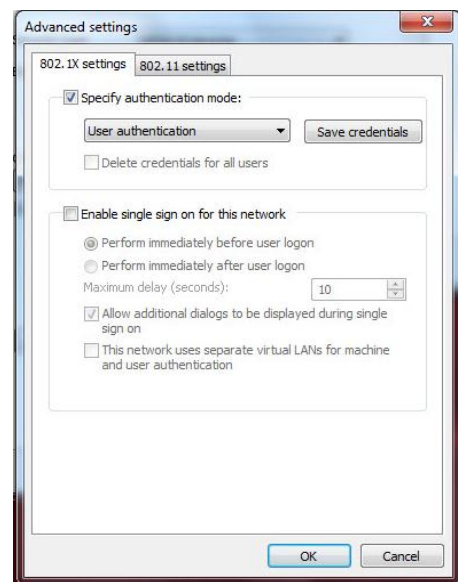 Advanced settings
802.1X settings
802.11 settings
Specify authentication mode:
User authentication
Save credentials
Delete credentials for all users
Enable single sign on for this network
Perform immediately before user logon
Perform immediately after user logon
Maximum delay (seconds):
10
Allow additional dialogs to be displayed during single
sign on
This network uses separate virtual LANs for machine
and user authentication
OK
Cancel